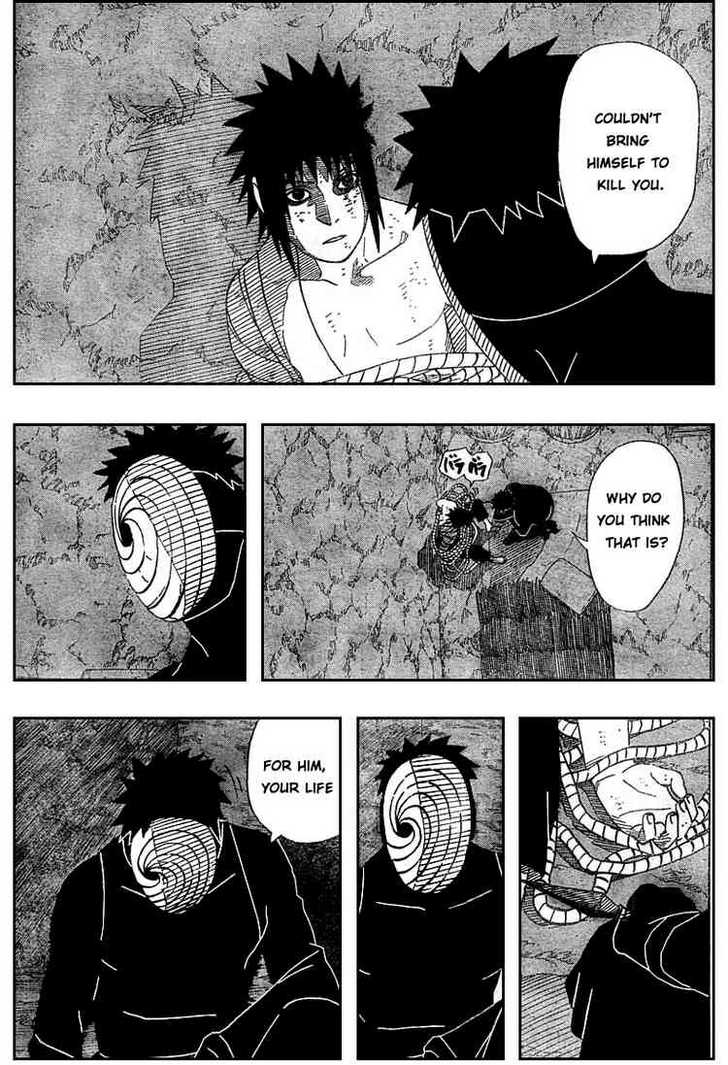 COULDN'T
BRING
HIMSELF TO
KILL YOU.
WHY DO
YOU THINK
THAT IS?
FOR HIM,
YOUR LIFE